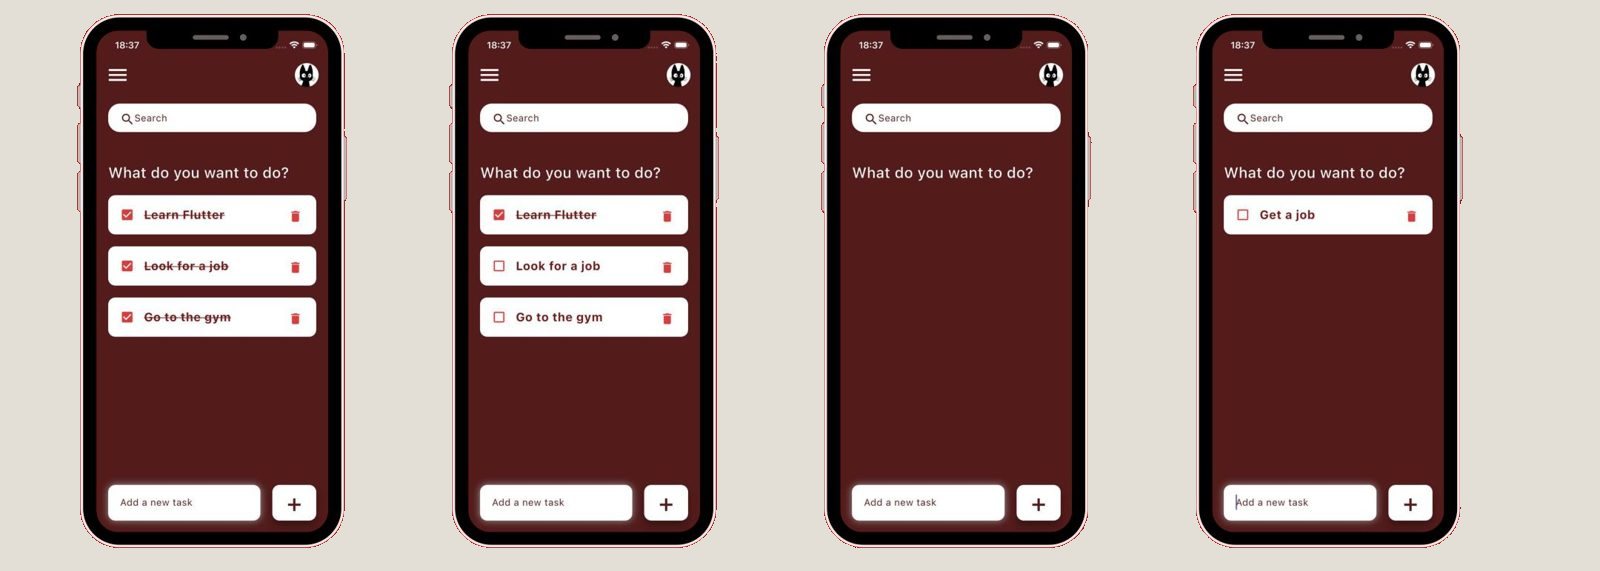 18:37
Search
What do you want to do?
Learn Flutter
Look for a job
Go to the gym
Add a new task
+
18:37
Search
What do you want to do?
Learn Flutter
Look for a job
Go to the gym
Add a new task
+
18:37
Search
What do you want to do?
Add a new task
+
18:37
Search
What do you want to do?
Get a job
Add a new task
+